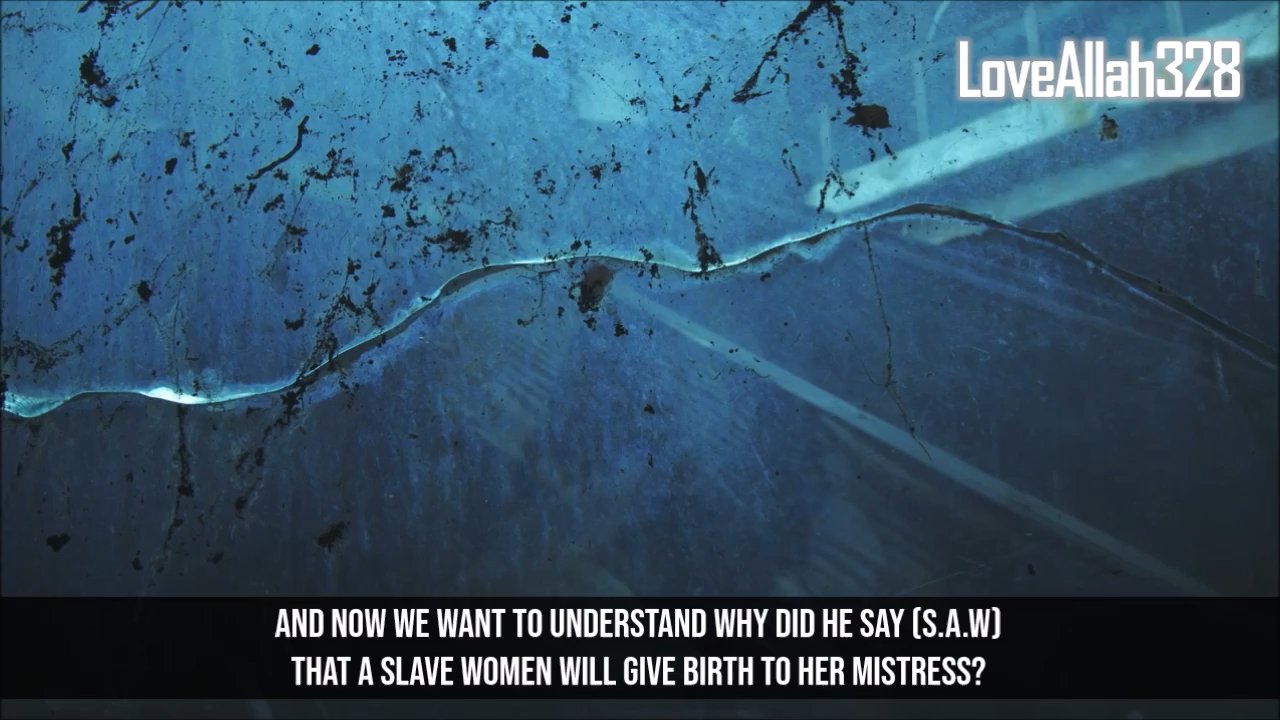 LoveAllah328
AND NOW WE WANT TO UNDERSTAND WHY DID HE SAY (S.A.W)
THAT A SLAVE WOMEN WILL GIVE BIRTH TO HER MISTRESS?